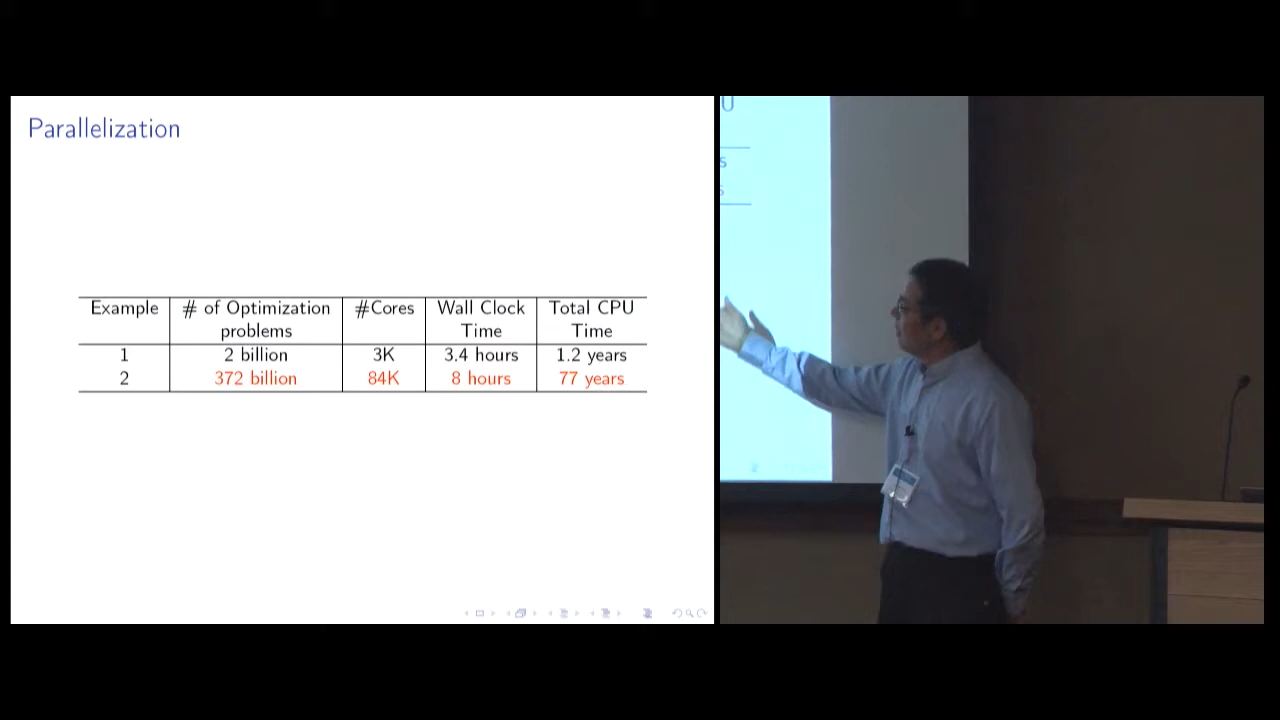 Parallelization
Example # of Optimization #Cores Wall Clock Total CPU
problems Time Time
1 2 billion 3K 3.4 hours 1.2 years
2 372 billion 84K 8 hours 77 years
U
s
s